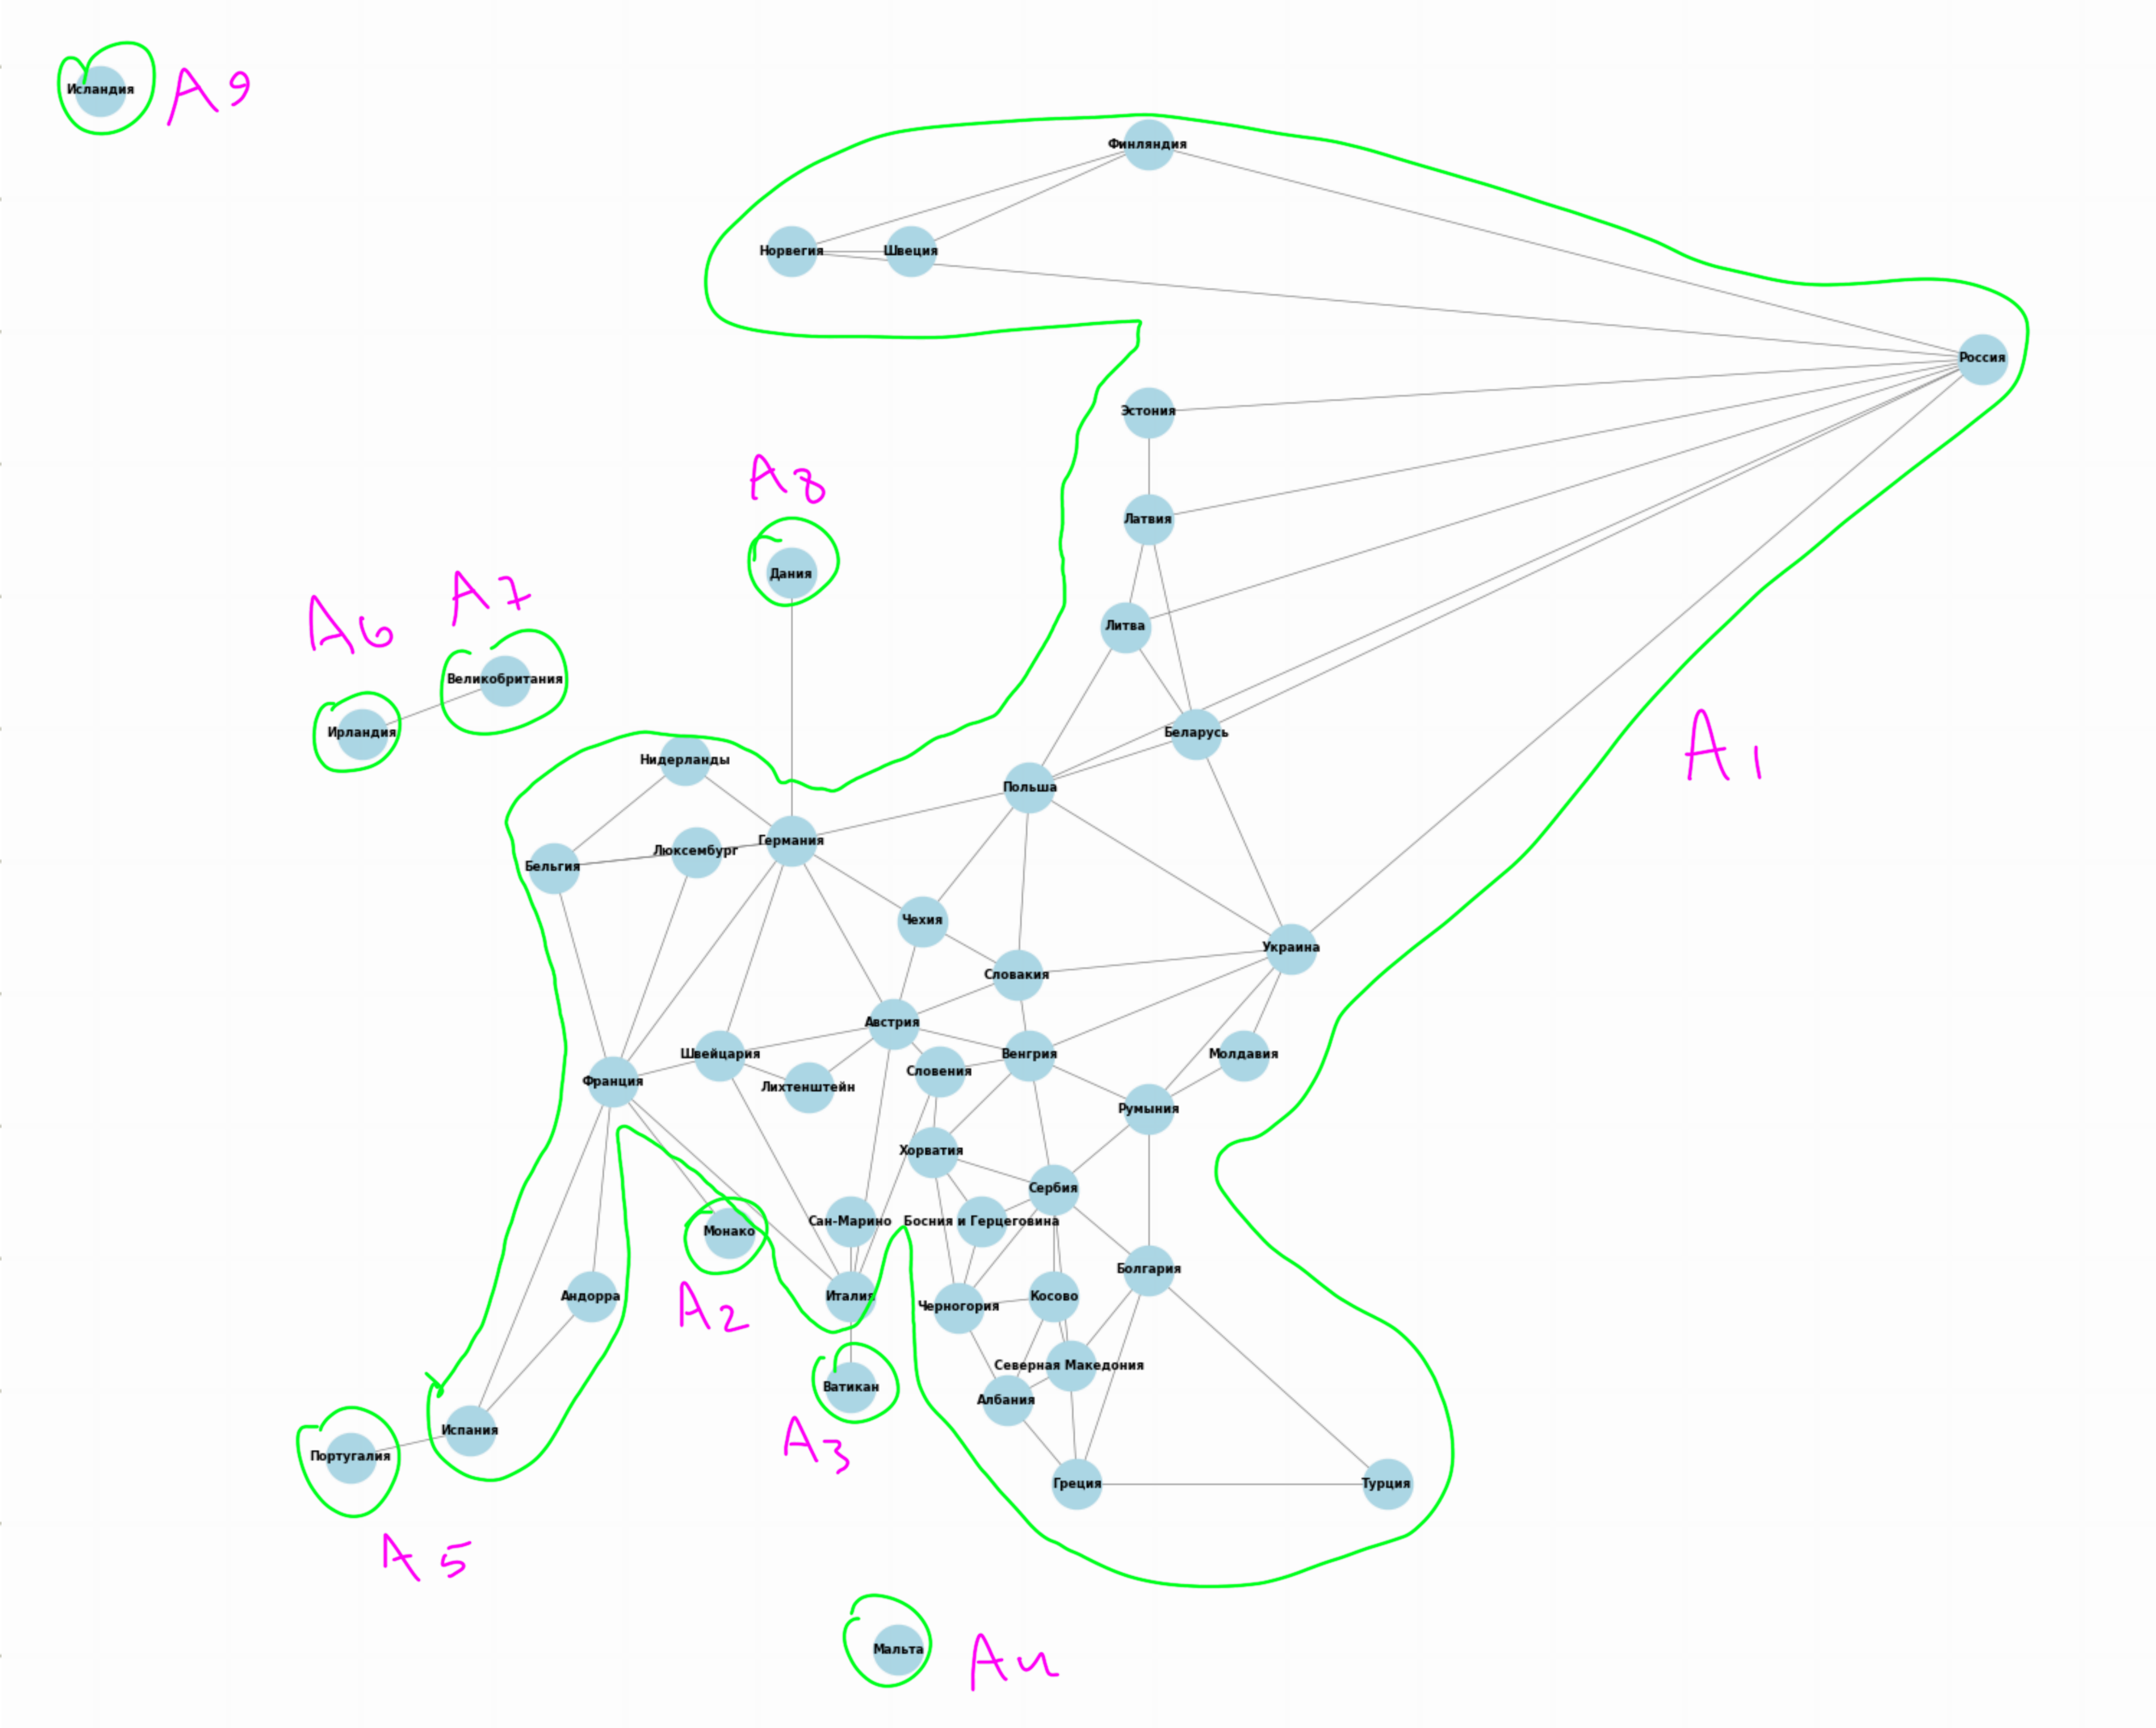 Исландия
A9
Финляндия
Норвегия
Швеция
Россия
Эстония
A8
Латвия
Дания
A7
A6
Литва
Великобритания
Ирландия
Беларусь
A1
Нидерланды
Польша
Германия
Люксембург
Бельгия
Чехия
Украина
Словакия
Австрия
Швейцария
Венгрия
Молдавия
Словения
Франция
Лихтенштейн
Румыния
Хорватия
Сербия
Сан-Марино
Босния и Герцеговина
Монако
Болгария
Андорра
Италия
Косово
Черногория
A2
Северная Македония
Ватикан
Албания
Испания
A3
Португалия
Греция
Турция
A5
Мальта
A4